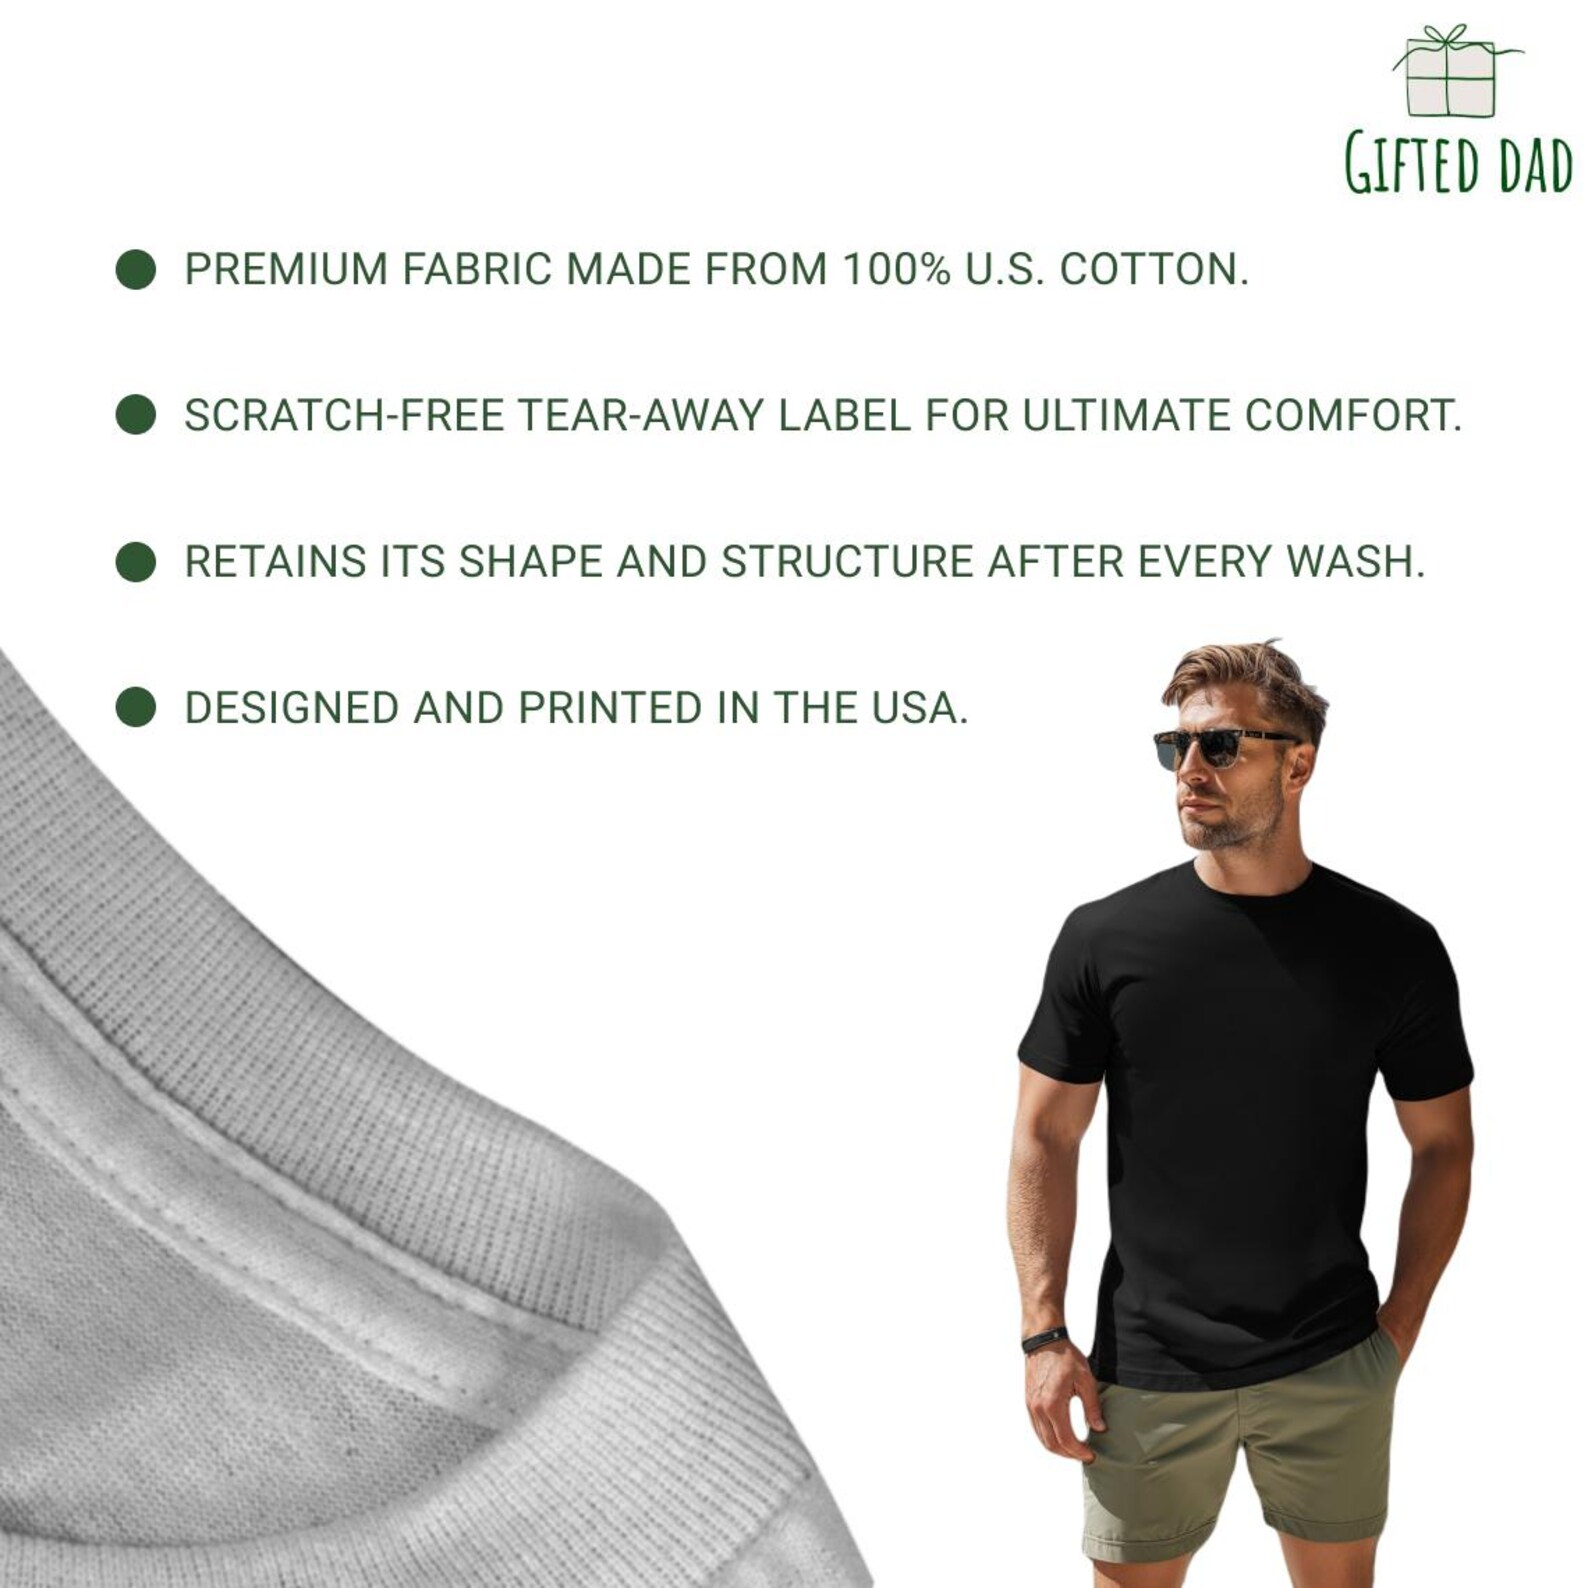 GIFTED DAD
PREMIUM FABRIC MADE FROM 100% U.S. COTTON.
SCRATCH-FREE TEAR-AWAY LABEL FOR ULTIMATE COMFORT.
RETAINS ITS SHAPE AND STRUCTURE AFTER EVERY WASH.
DESIGNED AND PRINTED IN THE USA.